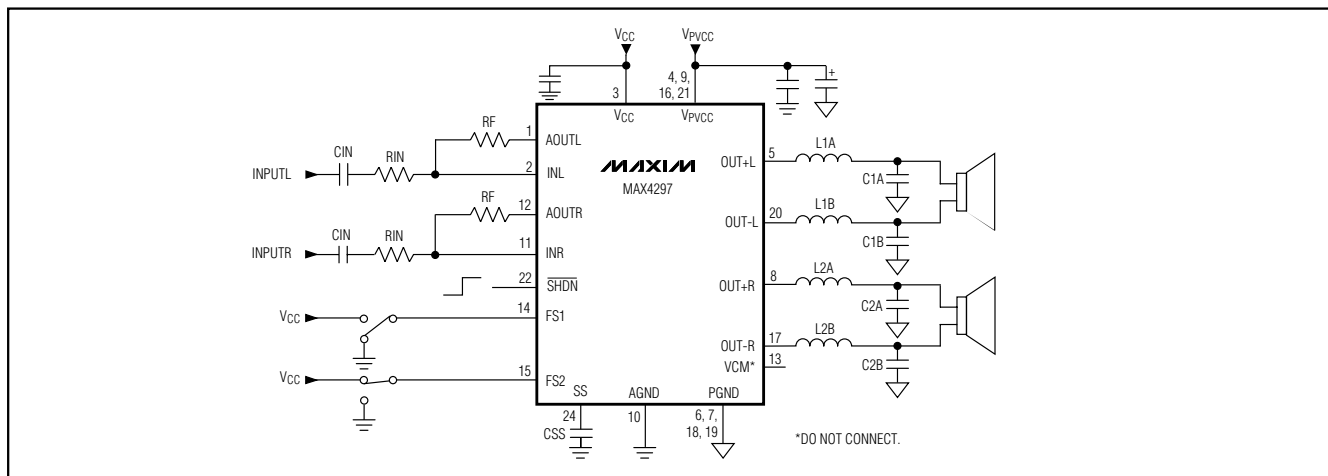 VCC VPVCC
4, 9,
3 16, 21
VCC VPVCC
RF 1 AOUTL
MAXIM
MAX4297
CIN RIN
INPUTL 2 INL
RF 12 AOUTR
CIN RIN
INPUTR 11 INR
22 SHDN
VCC 14 FS1
VCC 15 FS2
OUT+L 5 L1A
C1A
OUT-L 20 L1B
C1B
OUT+R 8 L2A
C2A
OUT-R 17 L2B
VCM* 13
C2B
SS AGND PGND
24 10 6, 7,
18, 19
CSS
+
*DO NOT CONNECT.